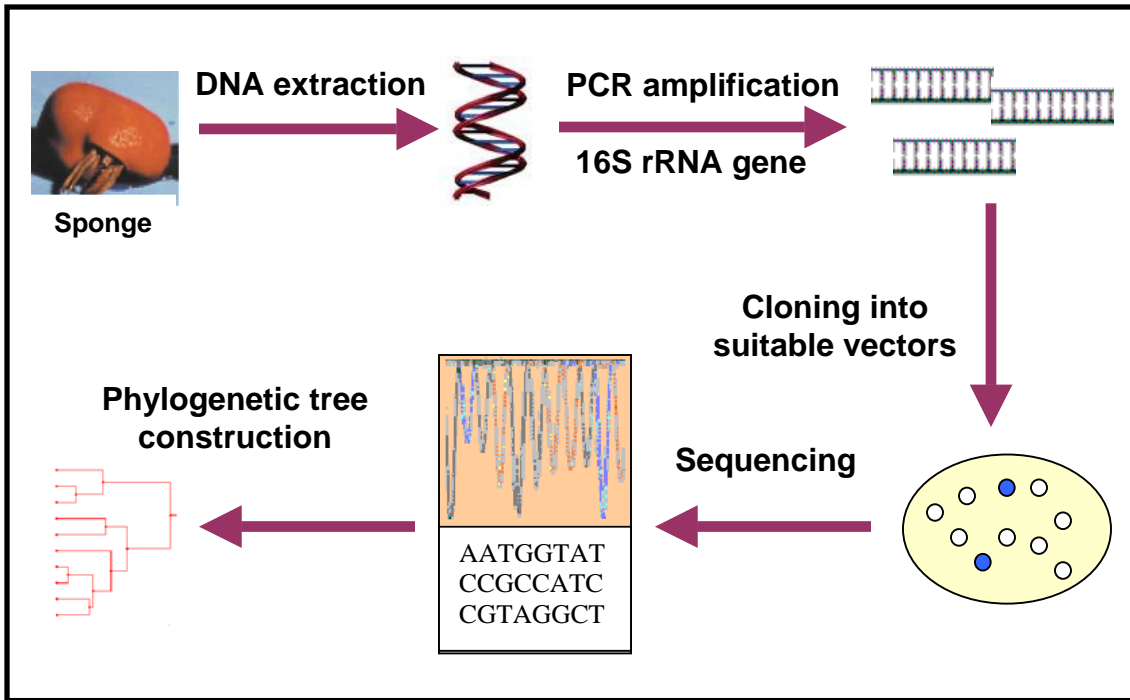 DNA extraction
PCR amplification
16S rRNA gene
Sponge
Cloning into
suitable vectors
Sequencing
AATGGTAT
CCGCCATC
CGTAGGCT
Phylogenetic tree
construction